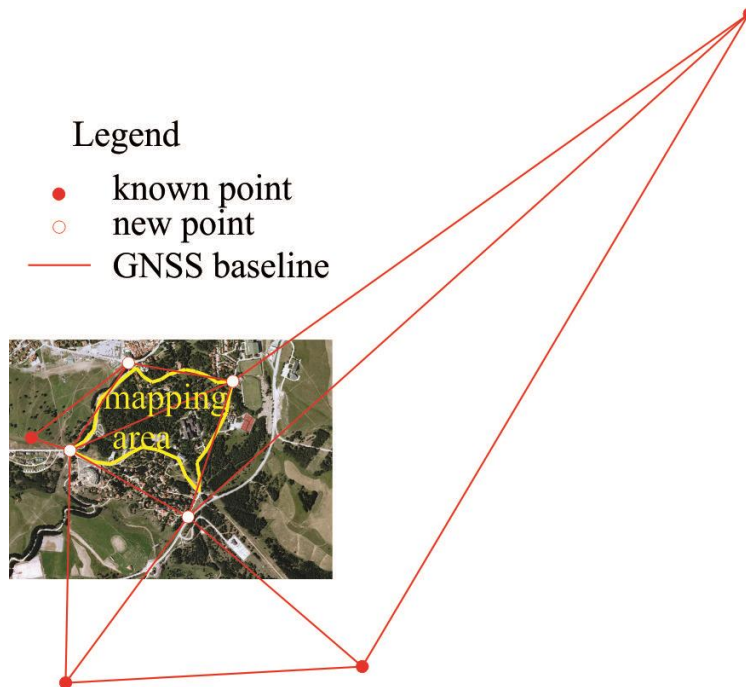 Legend
known point
new point
GNSS baseline
mapping
area